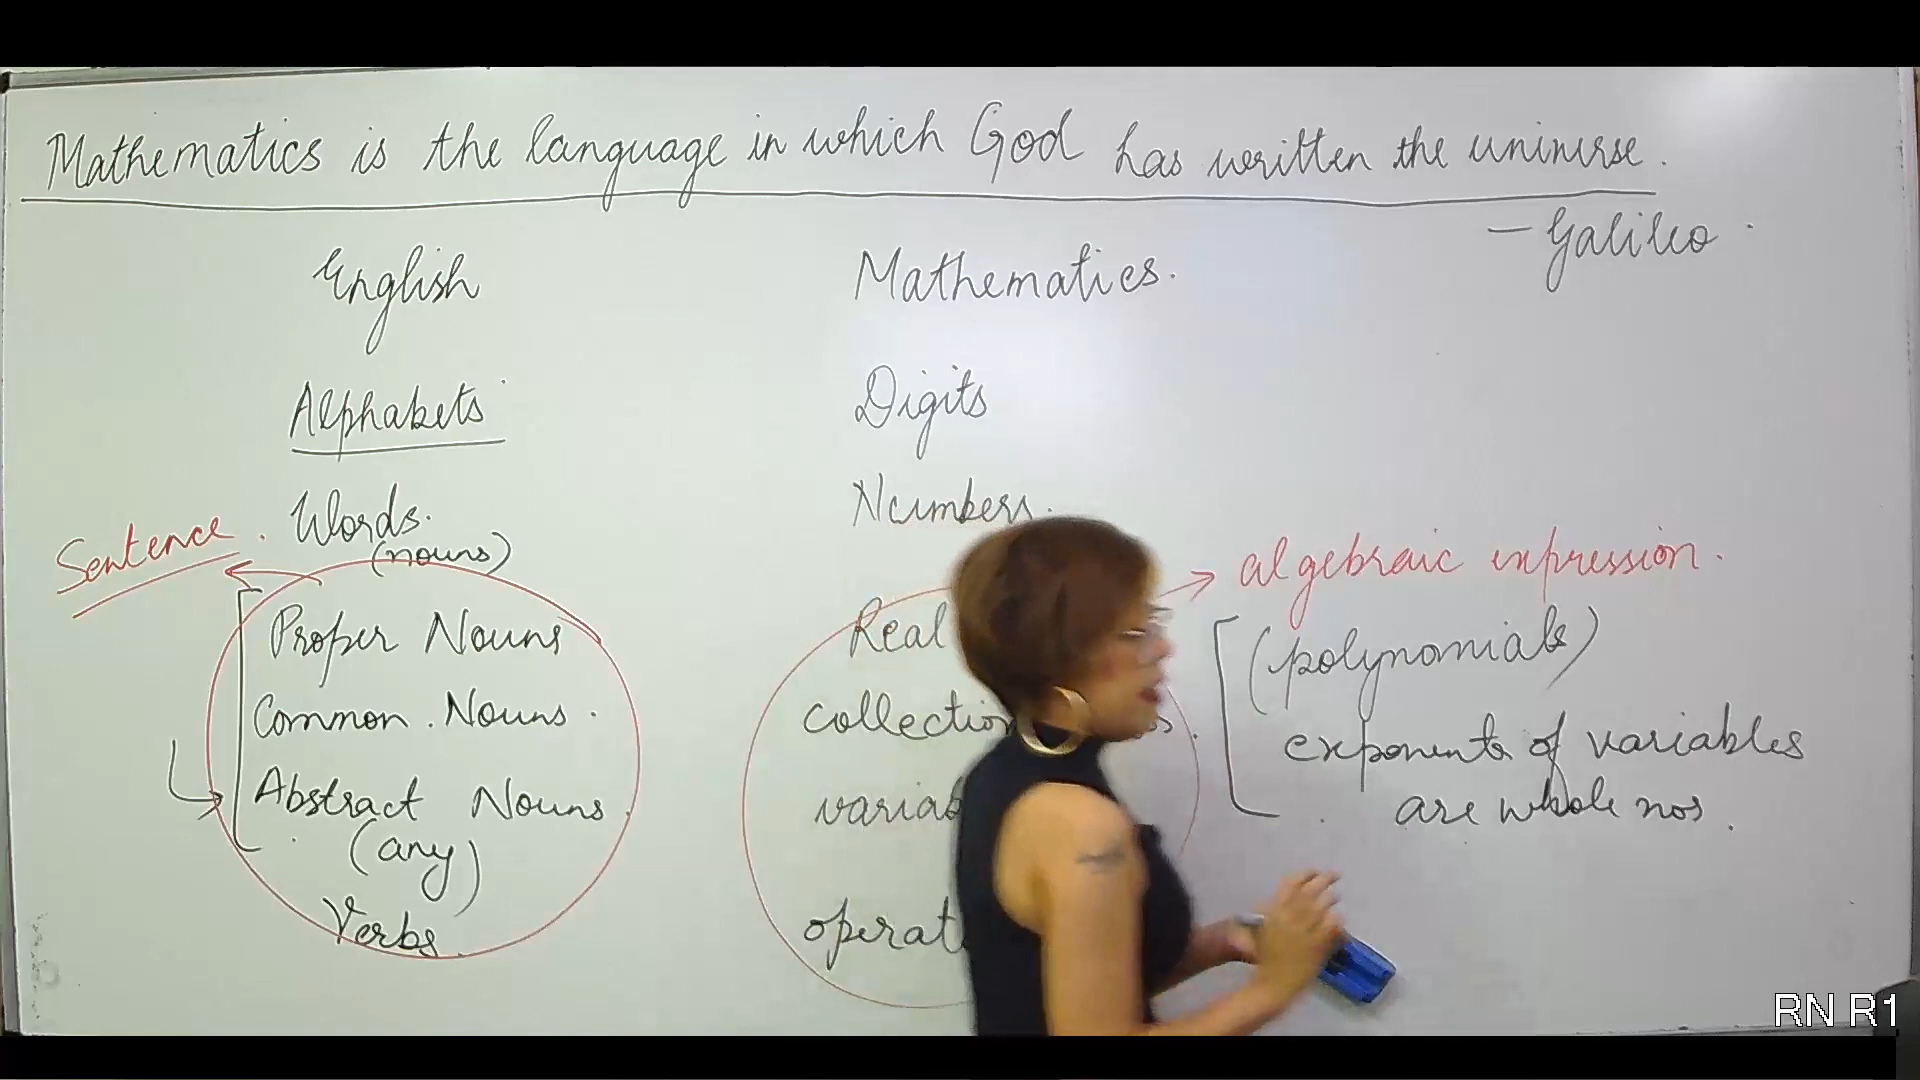 Mathematics is the language in which God has written the universe.
— Galileo.
English
Mathematics.
Alphabets
Digits
Words.
(nouns)
Numbers.
Sentence.
algebraic expression.
Proper Nouns
Real
(polynomials)
Common. Nouns.
collection
exponents of variables
are whole nos.
Abstract Nouns.
(any)
Verbs.
RN R1